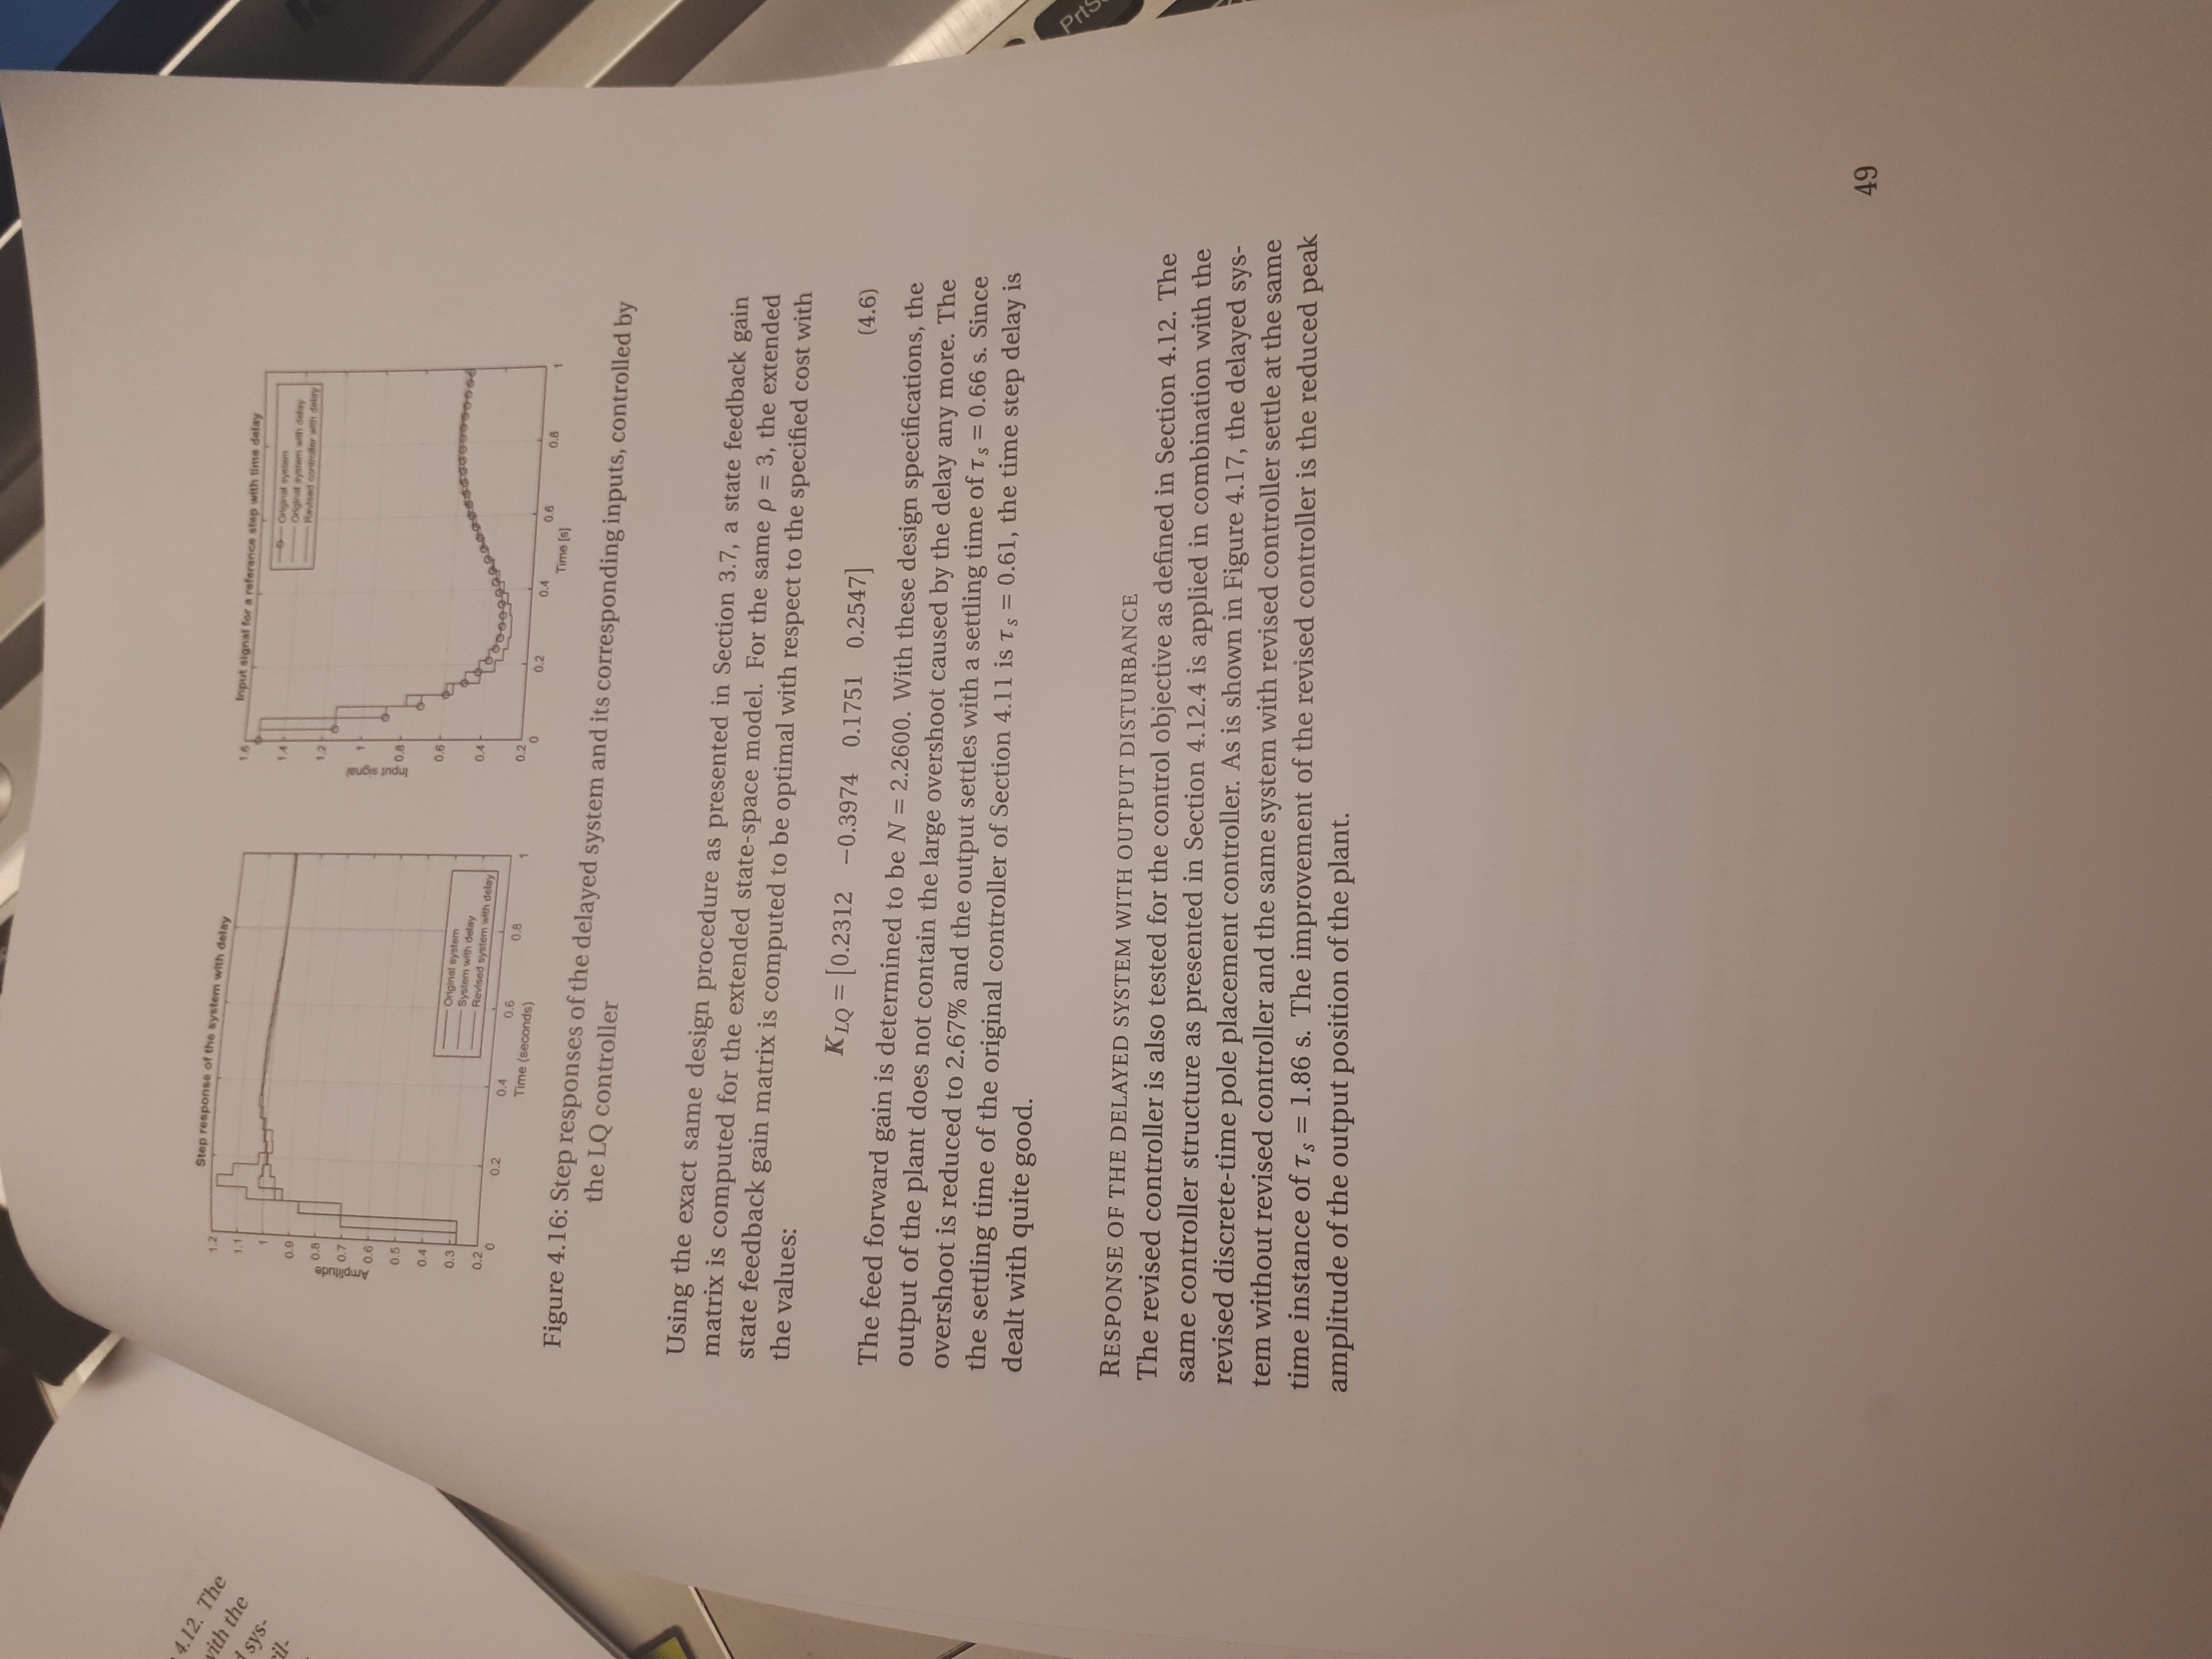 4.12. The
with the
d sys-
cil-
Step response of the system with delay
1.2
1.1
1
0.9
0.8
0.7
0.6
0.5
0.4
0.3
0.2
Amplitude
Original system
System with delay
Revised system with delay
0 0.2 0.4 0.6 0.8 1
Time (seconds)
Input signal for a reference step with time delay
1.6
1.4
1.2
1
0.8
0.6
0.4
0.2
Input signal
Original system
Original system with delay
Revised controller with delay
0 0.2 0.4 0.6 0.8 1
Time [s]
Figure 4.16: Step responses of the delayed system and its corresponding inputs, controlled by
the LQ controller
Using the exact same design procedure as presented in Section 3.7, a state feedback gain
matrix is computed for the extended state-space model. For the same ρ = 3, the extended
state feedback gain matrix is computed to be optimal with respect to the specified cost with
the values:
K_LQ = [0.2312 −0.3974 0.1751 0.2547] (4.6)
The feed forward gain is determined to be N = 2.2600. With these design specifications, the
output of the plant does not contain the large overshoot caused by the delay any more. The
overshoot is reduced to 2.67% and the output settles with a settling time of τs = 0.66 s. Since
the settling time of the original controller of Section 4.11 is τs = 0.61, the time step delay is
dealt with quite good.
RESPONSE OF THE DELAYED SYSTEM WITH OUTPUT DISTURBANCE
The revised controller is also tested for the control objective as defined in Section 4.12. The
same controller structure as presented in Section 4.12.4 is applied in combination with the
revised discrete-time pole placement controller. As is shown in Figure 4.17, the delayed sys-
tem without revised controller and the same system with revised controller settle at the same
time instance of τs = 1.86 s. The improvement of the revised controller is the reduced peak
amplitude of the output position of the plant.
49
PrtS